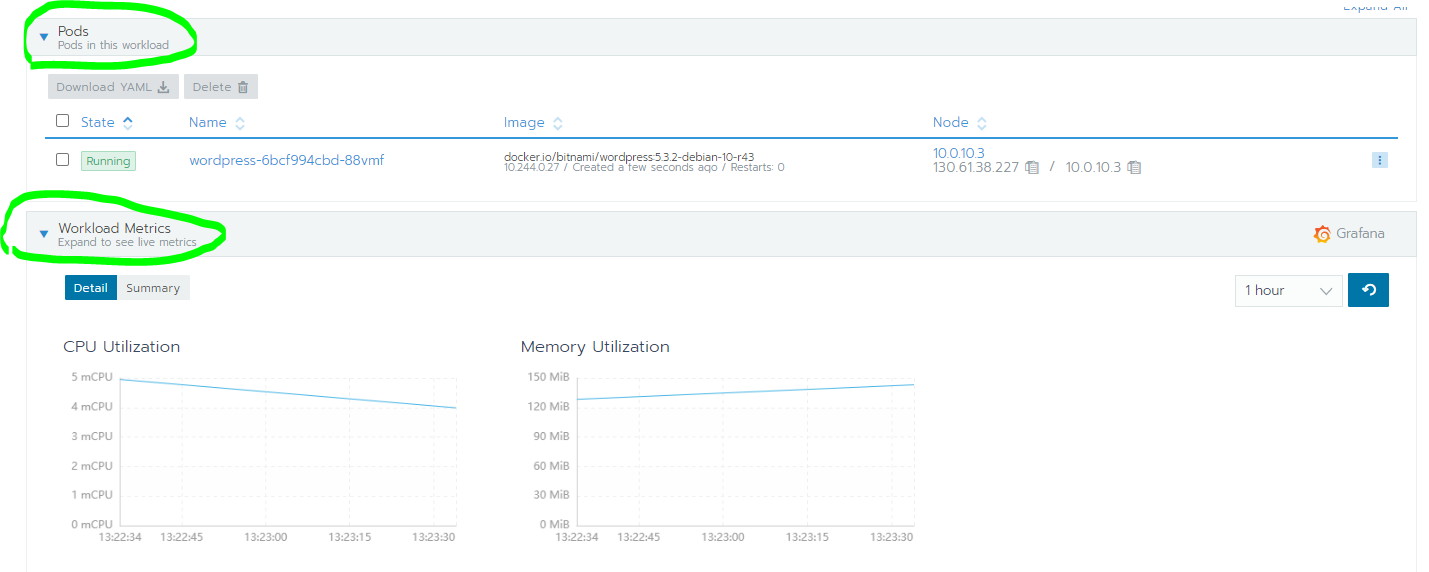 Expand All
Pods
Pods in this workload
Download YAML
Delete
State
Name
Image
Node
Running
wordpress-6bcf994cbd-88vmf
docker.io/bitnami/wordpress:5.3.2-debian-10-r43
10.244.0.27 / Created a few seconds ago / Restarts: 0
10.0.10.3
130.61.38.227 / 10.0.10.3
Workload Metrics
Expand to see live metrics
Grafana
Detail Summary
1 hour
CPU Utilization
5 mCPU
4 mCPU
3 mCPU
2 mCPU
1 mCPU
0 mCPU
13:22:34 13:22:45 13:23:00 13:23:15 13:23:30
Memory Utilization
150 MiB
120 MiB
90 MiB
60 MiB
30 MiB
0 MiB
13:22:34 13:22:45 13:23:00 13:23:15 13:23:30